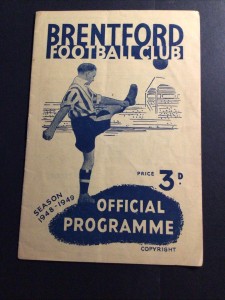 BRENTFORD
FOOTBALL CLUB
PRICE 3D.
SEASON
1948-1949
OFFICIAL
PROGRAMME
COPYRIGHT